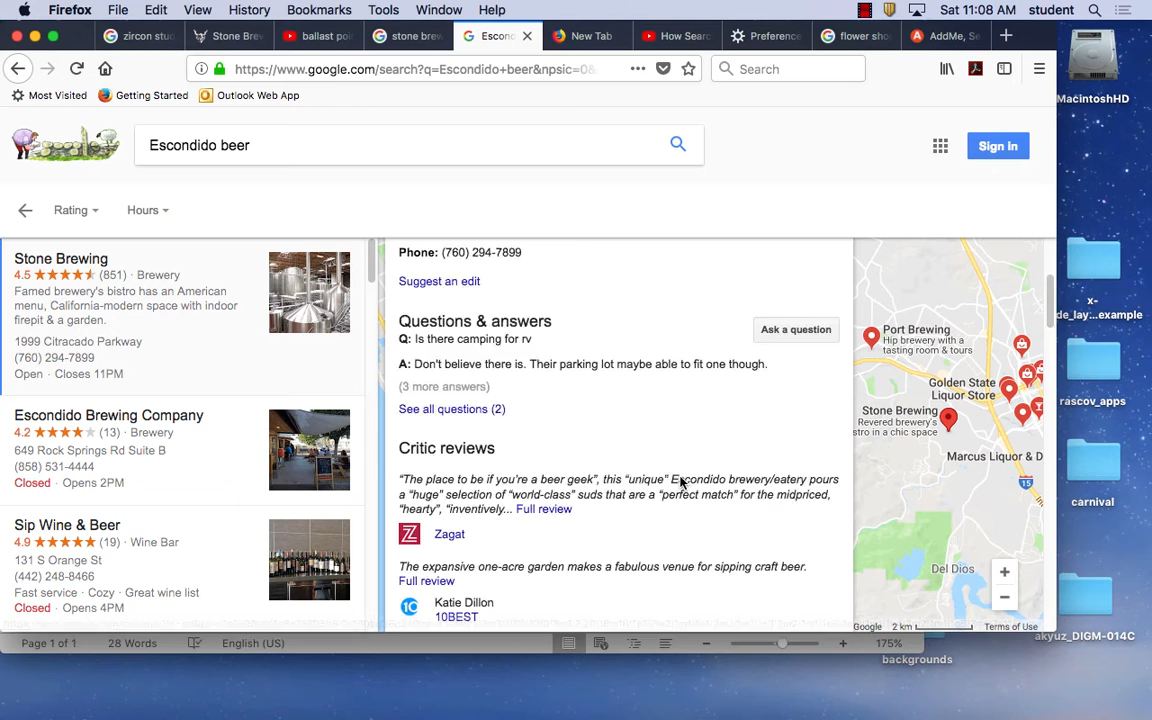 Firefox File Edit View History Bookmarks Tools Window Help Sat 11:08 AM student
zircon stu
Stone Brev
ballast poi
stone brew
Escond
New Tab
How Searc
Preference
flower sho
AddMe, Se
https://www.google.com/search?q=Escondido+beer&npsic=0&
Search
Most Visited Getting Started Outlook Web App
Escondido beer
Sign in
Rating Hours
Stone Brewing
4.5 (851) · Brewery
Famed brewery's bistro has an American
menu, California-modern space with indoor
firepit & a garden.
1999 Citracado Parkway
(760) 294-7899
Open · Closes 11PM
Escondido Brewing Company
4.2 (13) · Brewery
649 Rock Springs Rd Suite B
(858) 531-4444
Closed · Opens 2PM
Sip Wine & Beer
4.9 (19) · Wine Bar
131 S Orange St
(442) 248-8466
Fast service · Cozy · Great wine list
Closed · Opens 4PM
Phone: (760) 294-7899
Suggest an edit
Questions & answers
Ask a question
Q: Is there camping for rv
A: Don't believe there is. Their parking lot maybe able to fit one though.
(3 more answers)
See all questions (2)
Critic reviews
“The place to be if you’re a beer geek”, this “unique” Escondido brewery/eatery pours
a “huge” selection of “world-class” suds that are a “perfect match” for the midpriced,
“hearty”, “inventively... Full review
Zagat
The expansive one-acre garden makes a fabulous venue for sipping craft beer.
Full review
Katie Dillon
10BEST
Port Brewing
Hip brewery with a
tasting room & tours
Golden State
Liquor Store
Stone Brewing
Revered brewery's
stro in a chic space
Marcus Liquor & D
15
Del Dios
Google 2 km Terms of Use
Page 1 of 1 28 Words English (US) 175%
MacintoshHD
x-
de_lay...example
rascov_apps
carnival
akyuz_DIGM-014C
backgrounds